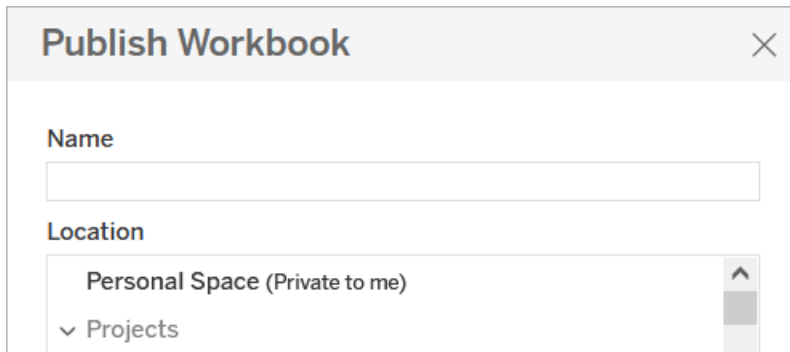 Publish Workbook
Name
Location
Personal Space (Private to me)
Projects